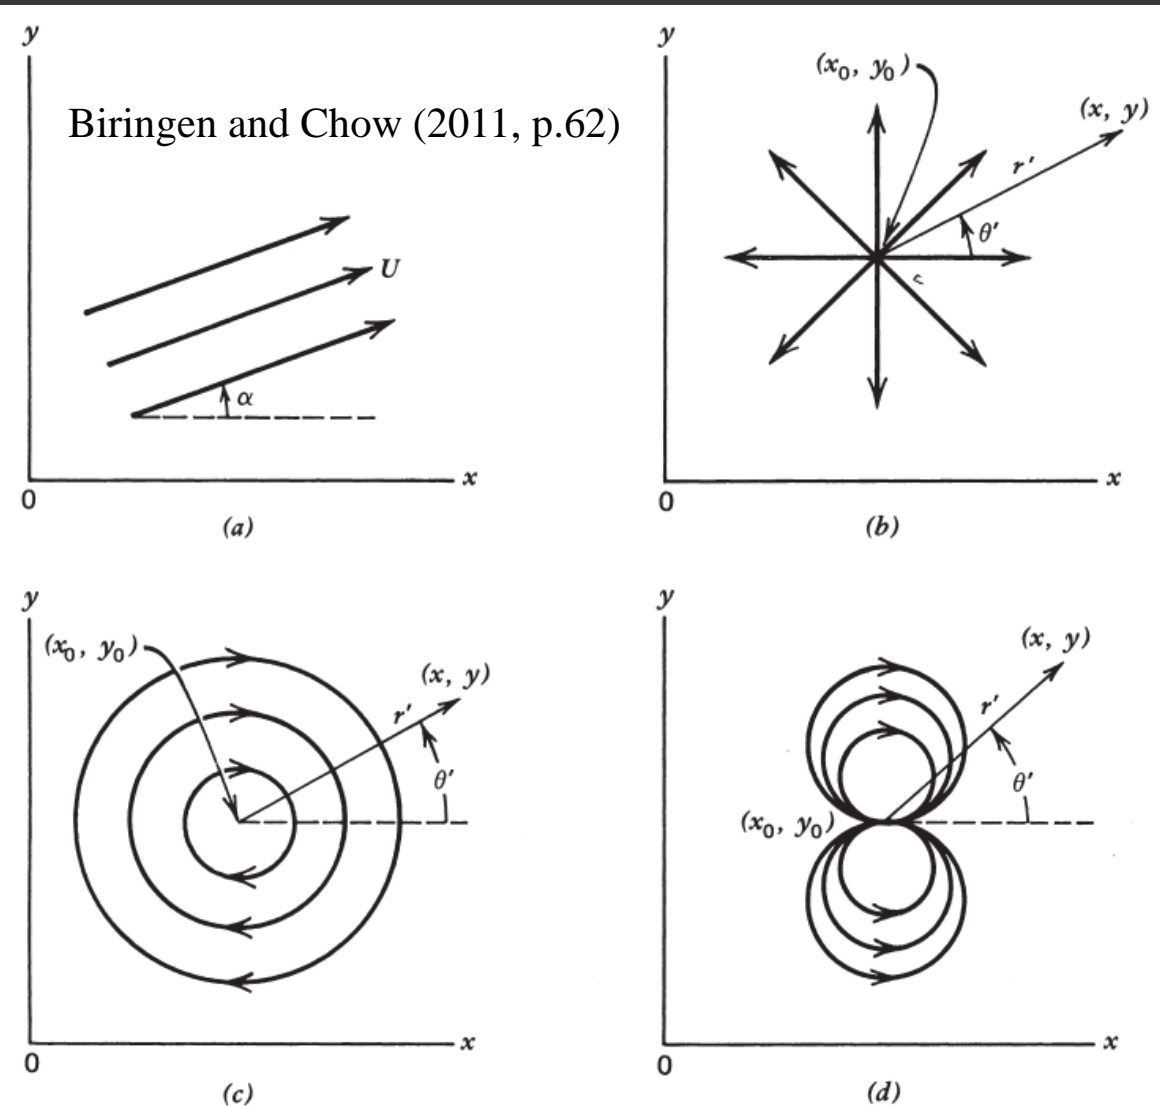 y
Biringen and Chow (2011, p.62)
U
α
0
x
(a)
y
(x₀, y₀)
(x, y)
r′
θ′
0
x
(b)
y
(x₀, y₀)
(x, y)
r′
θ′
0
x
(c)
y
(x, y)
r′
θ′
(x₀, y₀)
0
x
(d)